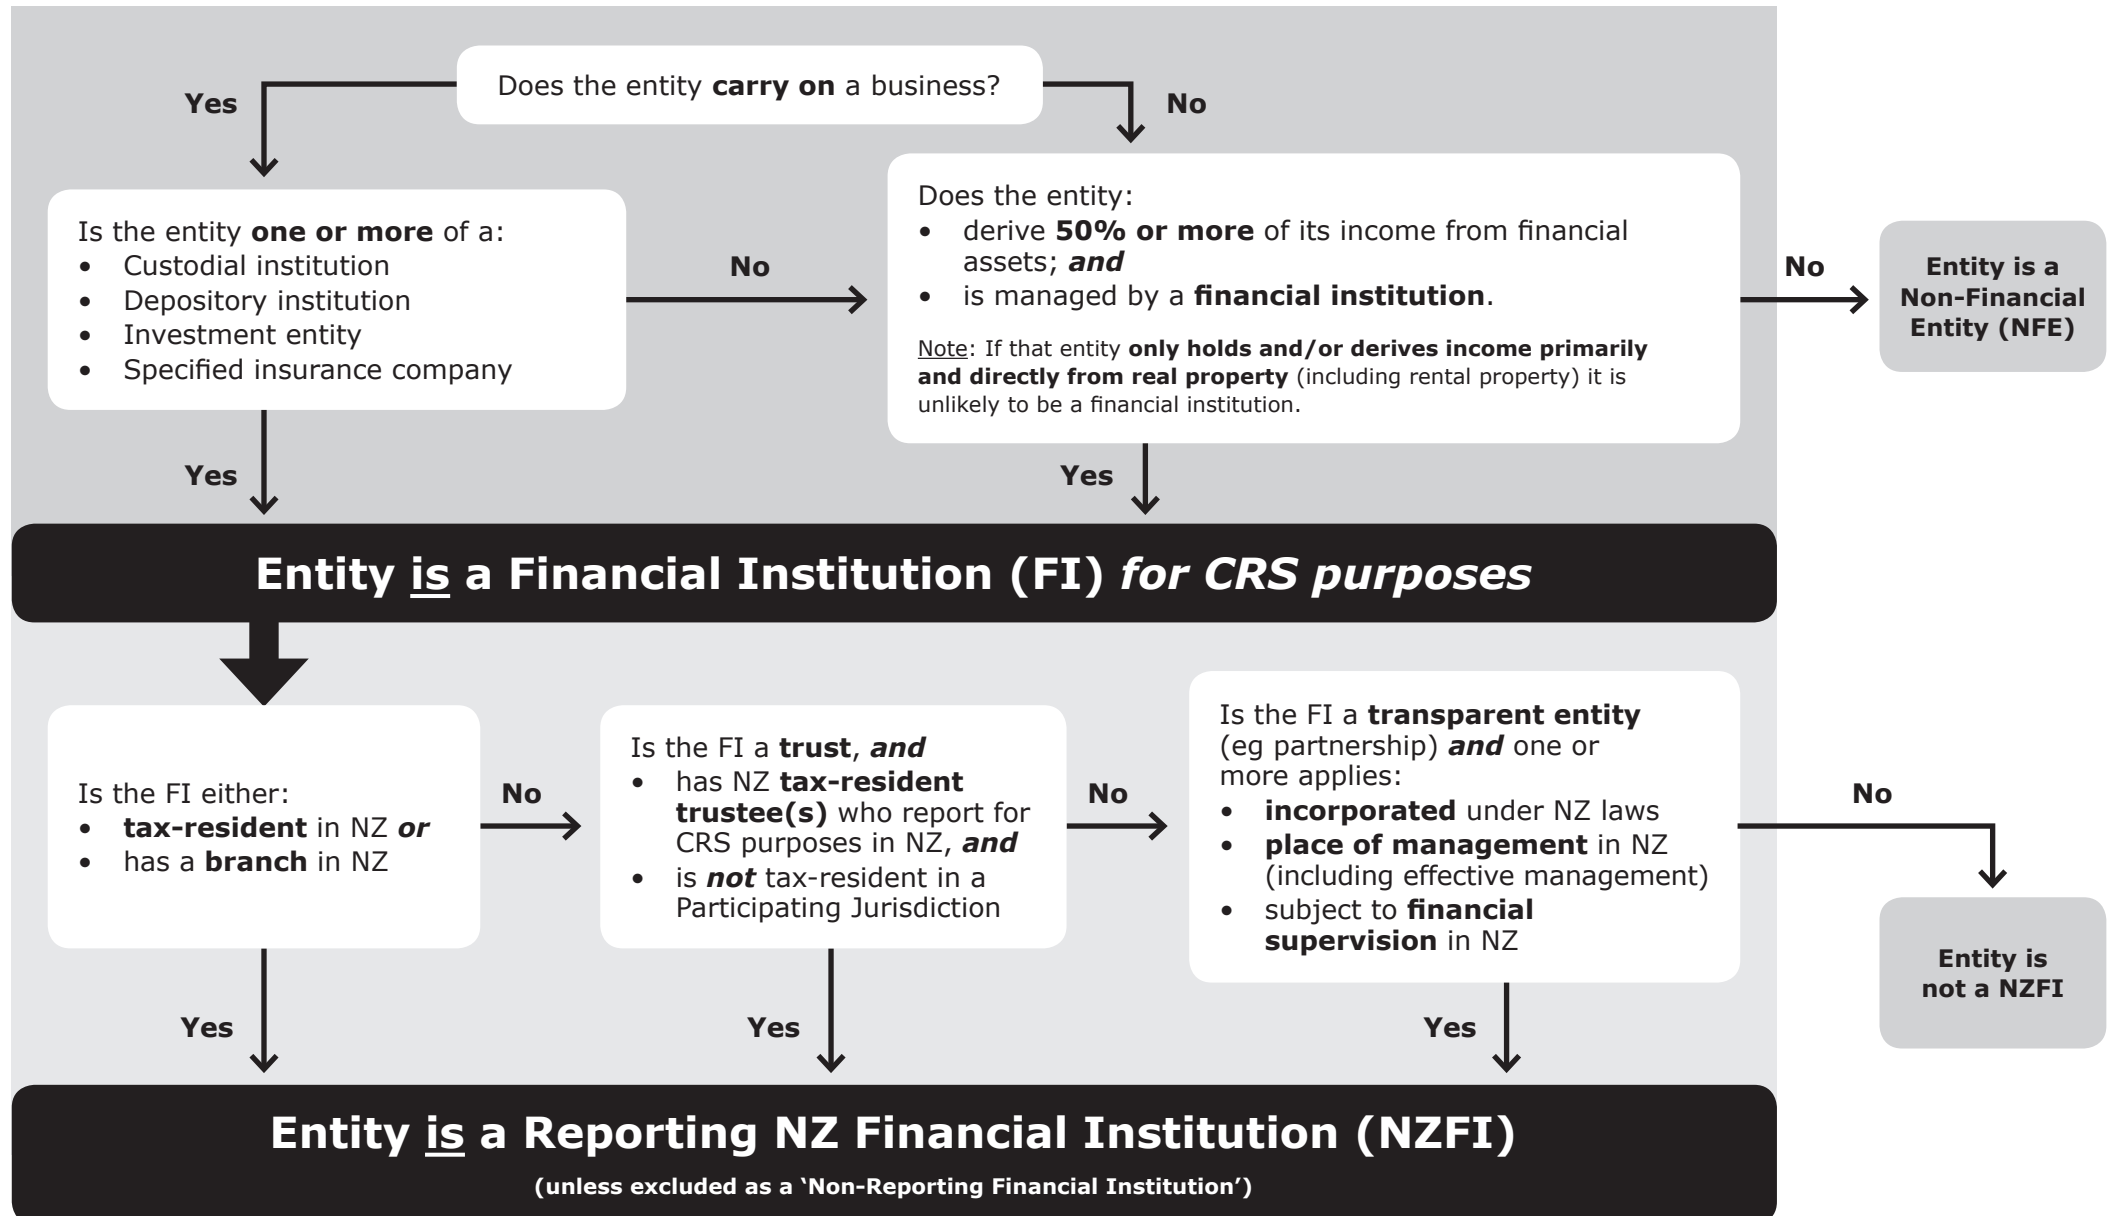 Does the entity carry on a business?
Yes
No
Is the entity one or more of a:
• Custodial institution
• Depository institution
• Investment entity
• Specified insurance company
No
Does the entity:
• derive 50% or more of its income from financial
assets; and
• is managed by a financial institution.
Note: If that entity only holds and/or derives income primarily
and directly from real property (including rental property) it is
unlikely to be a financial institution.
No
Entity is a
Non-Financial
Entity (NFE)
Yes
Yes
Entity is a Financial Institution (FI) for CRS purposes
Is the FI either:
• tax-resident in NZ or
• has a branch in NZ
No
Is the FI a trust, and
• has NZ tax-resident
trustee(s) who report for
CRS purposes in NZ, and
• is not tax-resident in a
Participating Jurisdiction
No
Is the FI a transparent entity
(eg partnership) and one or
more applies:
• incorporated under NZ laws
• place of management in NZ
(including effective management)
• subject to financial
supervision in NZ
No
Entity is
not a NZFI
Yes
Yes
Yes
Entity is a Reporting NZ Financial Institution (NZFI)
(unless excluded as a ‘Non-Reporting Financial Institution’)